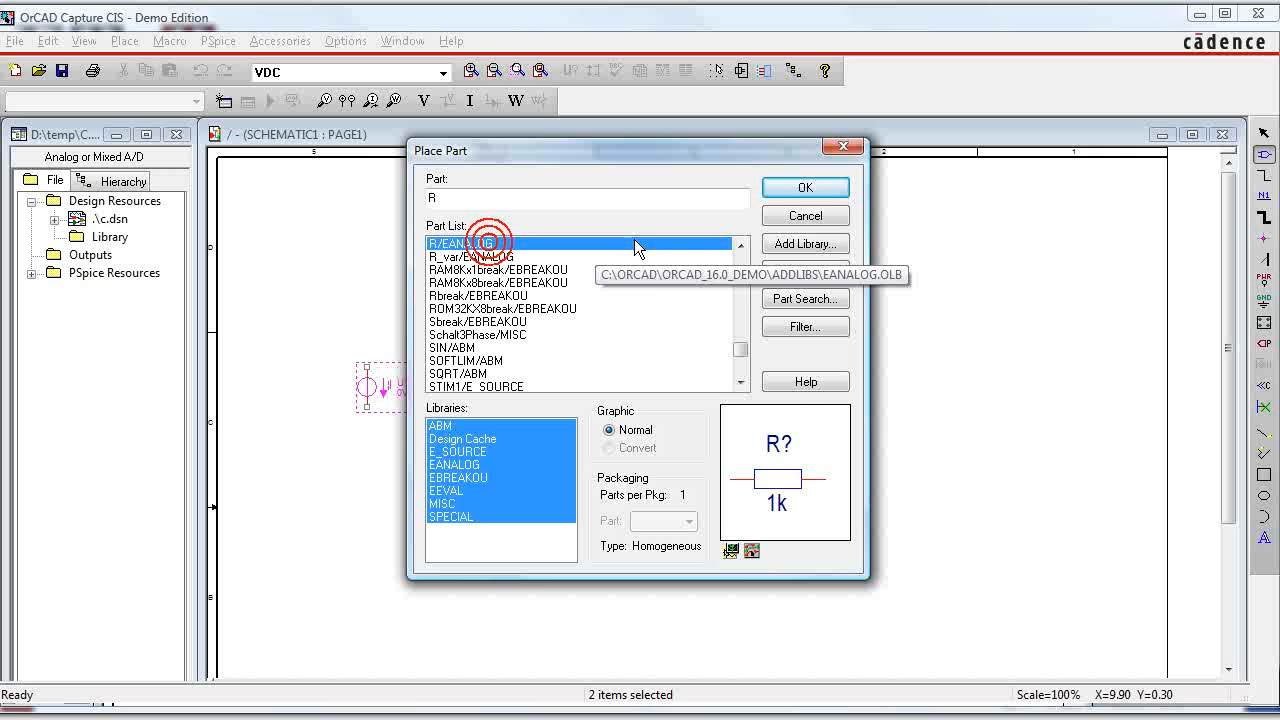 OrCAD Capture CIS - Demo Edition
File Edit View Place Macro PSpice Accessories Options Window Help
cādence
VDC
D:\temp\C....
/ - (SCHEMATIC1 : PAGE1)
Analog or Mixed A/D
File
Hierarchy
Design Resources
.\c.dsn
Library
Outputs
PSpice Resources
5
2
1
D
C
B
Place Part
Part:
R
Part List:
R/EANALOG
R_var/EANALOG
RAM8Kx1break/EBREAKOU
RAM8Kx8break/EBREAKOU
Rbreak/EBREAKOU
ROM32KX8break/EBREAKOU
Sbreak/EBREAKOU
Schalt3Phase/MISC
SIN/ABM
SOFTLIM/ABM
SQRT/ABM
STIM1/E_SOURCE
C:\ORCAD\ORCAD_16.0_DEMO\ADDLIBS\EANALOG.OLB
OK
Cancel
Add Library...
Part Search...
Filter...
Help
Libraries:
ABM
Design Cache
E_SOURCE
EANALOG
EBREAKOU
EEVAL
MISC
SPECIAL
Graphic
Normal
Convert
Packaging
Parts per Pkg: 1
Part:
Type: Homogeneous
R?
1k
Ready
2 items selected
Scale=100% X=9.90 Y=0.30